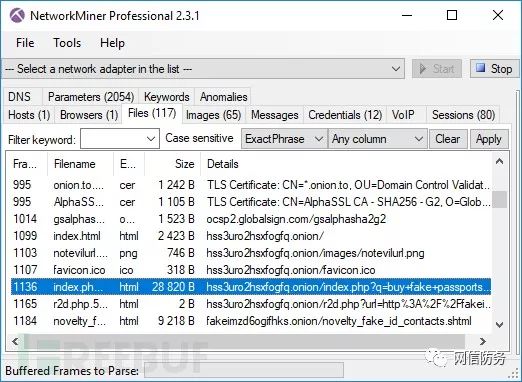 NetworkMiner Professional 2.3.1
File Tools Help
--- Select a network adapter in the list ---
Start
Stop
DNS Parameters (2054) Keywords Anomalies
Hosts (1) Browsers (1) Files (117) Images (65) Messages Credentials (12) VoIP Sessions (80)
Filter keyword: Case sensitive ExactPhrase Any column Clear Apply
Fra... Filename E... Size Details
995 onion.to.... cer 1 242 B TLS Certificate: CN=*.onion.to, OU=Domain Control Validat...
995 AlphaSSL... cer 1 105 B TLS Certificate: CN=AlphaSSL CA - SHA256 - G2, O=Glob...
1014 gsalphas... o... 1 523 B ocsp2.globalsign.com/gsalphasha2g2
1099 index.html html 2 423 B hss3uro2hsxfogfq.onion/
1103 notevilurl.... png 746 B hss3uro2hsxfogfq.onion/images/notevilurl.png
1107 favicon.ico ico 318 B hss3uro2hsxfogfq.onion/favicon.ico
1136 index.ph... html 28 820 B hss3uro2hsxfogfq.onion/index.php?q=buy+fake+passports...
1165 r2d.php.5... html 2 B hss3uro2hsxfogfq.onion/r2d.php?url=http%3A%2F%2Ffakei...
1184 novelty_f... html 9 218 B fakeimzd6ogifhks.onion/novelty_fake_id_contacts.shtml
REEBUF
Buffered Frames to Parse:
网信防务